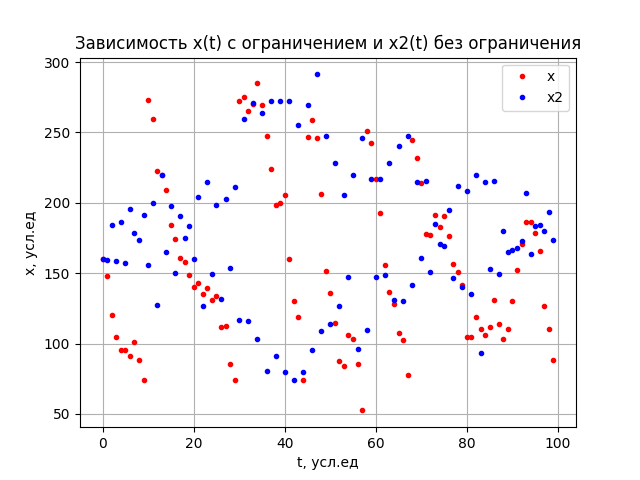 Зависимость x(t) с ограничением и x2(t) без ограничения
x
x2
300
250
200
150
100
50
x, усл.ед
0 20 40 60 80 100
t, усл.ед